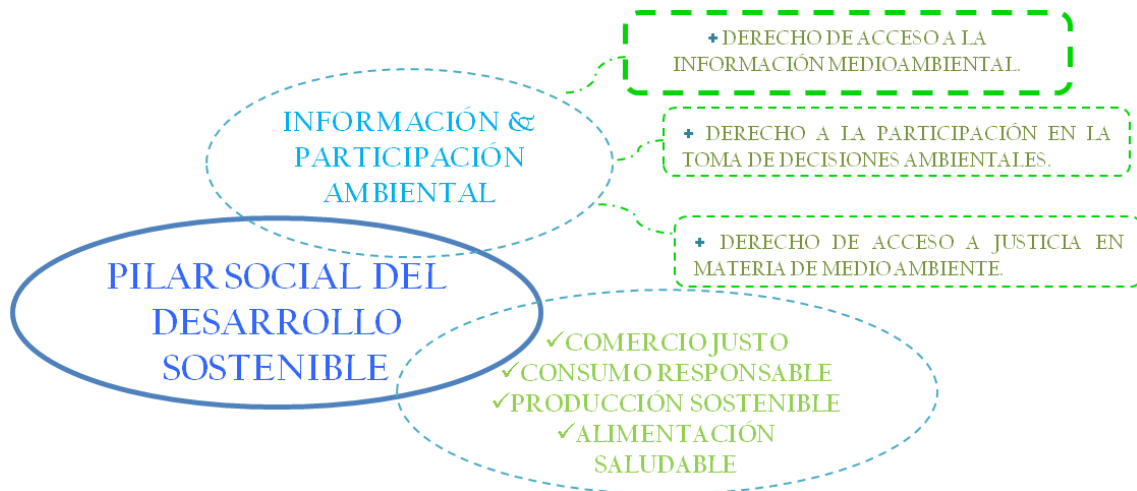 + DERECHO DE ACCESO A LA
INFORMACIÓN MEDIOAMBIENTAL.
INFORMACIÓN &
PARTICIPACIÓN
AMBIENTAL
+ DERECHO A LA PARTICIPACIÓN EN LA
TOMA DE DECISIONES AMBIENTALES.
+ DERECHO DE ACCESO A JUSTICIA EN
MATERIA DE MEDIO AMBIENTE.
PILAR SOCIAL DEL
DESARROLLO
SOSTENIBLE
✓COMERCIO JUSTO
✓CONSUMO RESPONSABLE
✓PRODUCCIÓN SOSTENIBLE
✓ALIMENTACIÓN
SALUDABLE